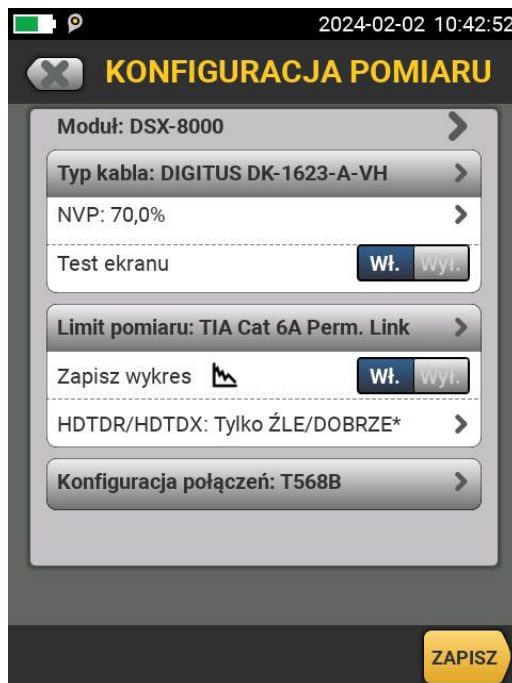 2024-02-02 10:42:52
KONFIGURACJA POMIARU
Moduł: DSX-8000
Typ kabla: DIGITUS DK-1623-A-VH
NVP: 70,0%
Test ekranu Wł. Wył.
Limit pomiaru: TIA Cat 6A Perm. Link
Zapisz wykres Wł. Wył.
HDTDR/HDTDX: Tylko ŹLE/DOBRZE*
Konfiguracja połączeń: T568B
ZAPISZ